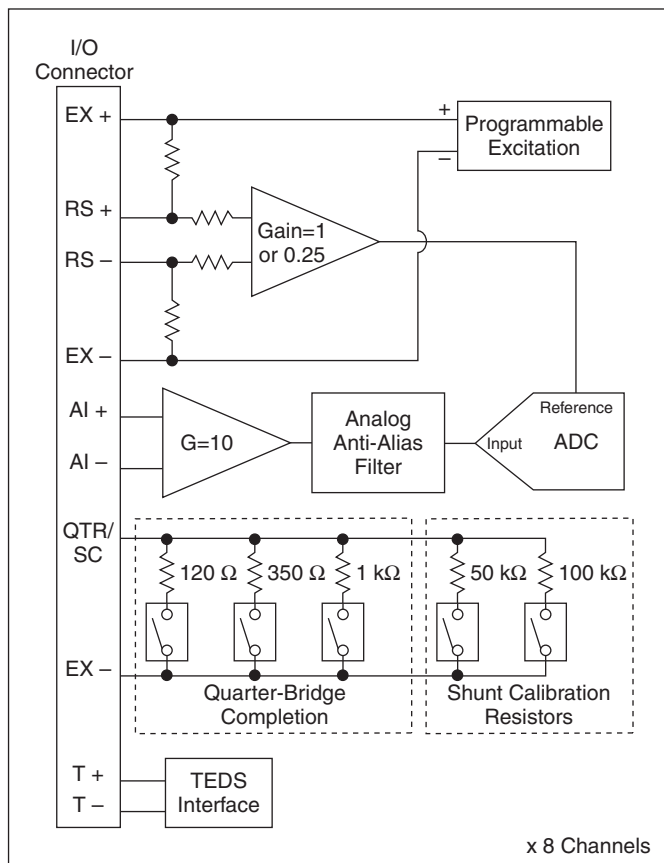 I/O
Connector
EX +
+
Programmable
Excitation
–
RS +
Gain=1
or 0.25
RS –
EX –
AI +
AI –
G=10
Analog
Anti-Alias
Filter
Reference
Input
ADC
QTR/
SC
120 Ω
350 Ω
1 kΩ
50 kΩ
100 kΩ
EX –
Quarter-Bridge
Completion
Shunt Calibration
Resistors
T +
T –
TEDS
Interface
x 8 Channels